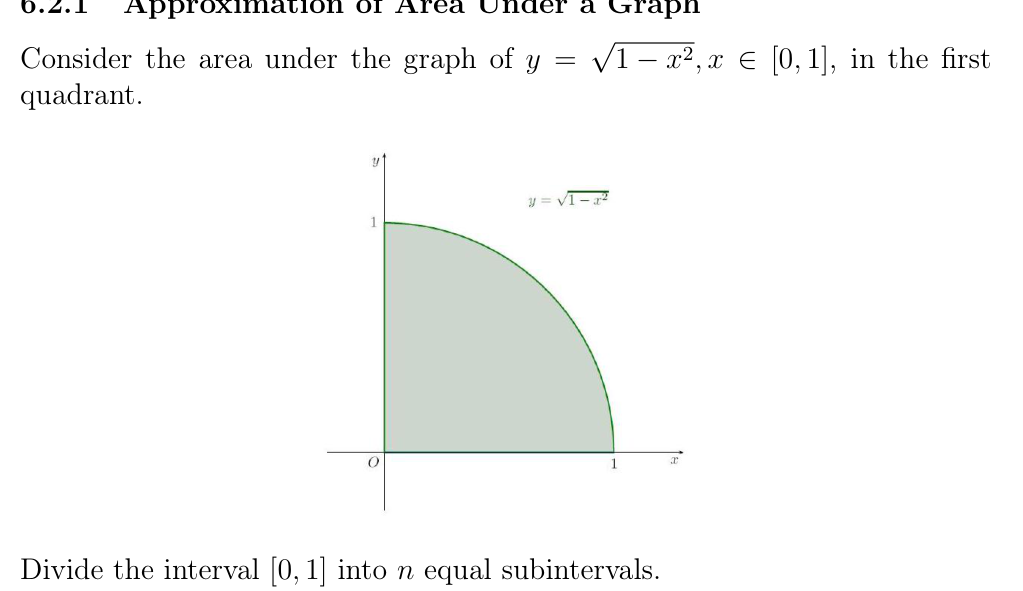 6.2.1 Approximation of Area Under a Graph
Consider the area under the graph of y = √(1 − x²), x ∈ [0, 1], in the first
quadrant.
y
y = √(1 − x²)
1
O
1
x
Divide the interval [0, 1] into n equal subintervals.